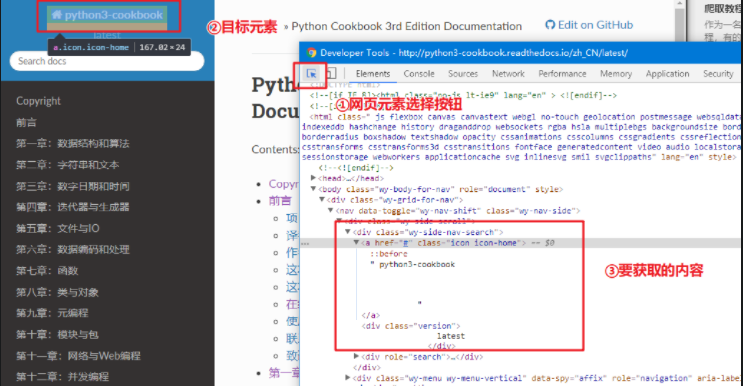 python3-cookbook
latest
②目标元素
a.icon.icon-home | 167.02×24
Search docs
Copyright
前言
第一章：数据结构和算法
第二章：字符串和文本
第三章：数字日期和时间
第四章：迭代器与生成器
第五章：文件与IO
第六章：数据编码和处理
第七章：函数
第八章：类与对象
第九章：元编程
第十章：模块与包
第十一章：网络与Web编程
第十二章：并发编程
» Python Cookbook 3rd Edition Documentation
Edit on GitHub
爬取教程
作为一名
程，有的
Pytho
Docu
Contents:
Copyr
前言
项
译
作
这
这
在
使
联
致
第一章
Developer Tools - http://python3-cookbook.readthedocs.io/zh_CN/latest/
Elements Console Sources Network Performance Memory Application Security
①网页元素选择按钮
<!--[if IE 8]><html class="no-js lt-ie9" lang="en" > <![endif]-->
<html class=" js flexbox canvas canvastext webgl no-touch geolocation postmessage websqldata
indexeddb hashchange history draganddrop websockets rgba hsla multiplebgs backgroundsize bord
borderradius boxshadow textshadow opacity cssanimations csscolumns cssgradients cssreflection
csstransforms csstransforms3d csstransitions fontface generatedcontent video audio localstora
sessionstorage webworkers applicationcache svg inlinesvg smil svgclippaths" lang="en" style>
<!--<![endif]-->
<head>…</head>
<body class="wy-body-for-nav" role="document" style>
<div class="wy-grid-for-nav">
<nav data-toggle="wy-nav-shift" class="wy-nav-side">
<div class="wy-side-scroll">
<div class="wy-side-nav-search">
<a href="#" class="icon icon-home"> == $0
::before
" python3-cookbook
"
</a>
<div class="version">
latest
</div>
<div role="search">…</div>
<div class="wy-menu wy-menu-vertical" data-spy="affix" role="navigation" aria-label=
③要获取的内容